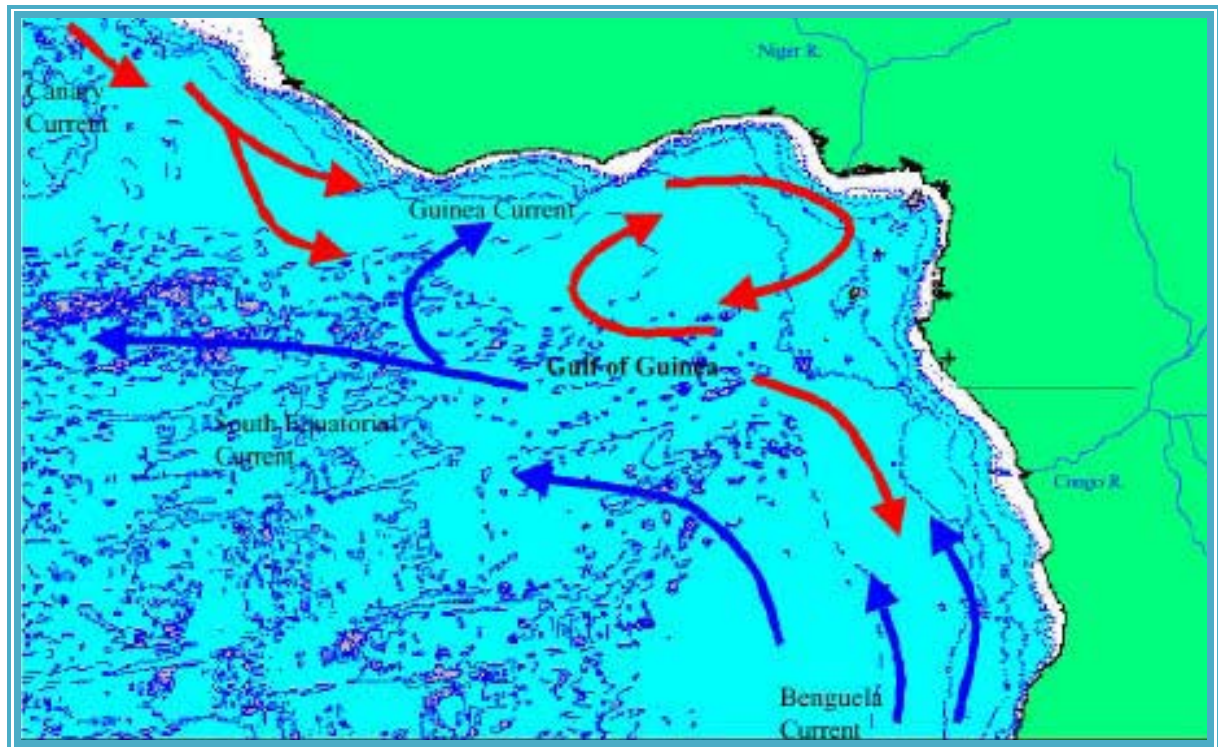 Niger R.
Canary
Current
Guinea Current
Gulf of Guinea
South Equatorial
Current
Congo R.
Benguela
Current